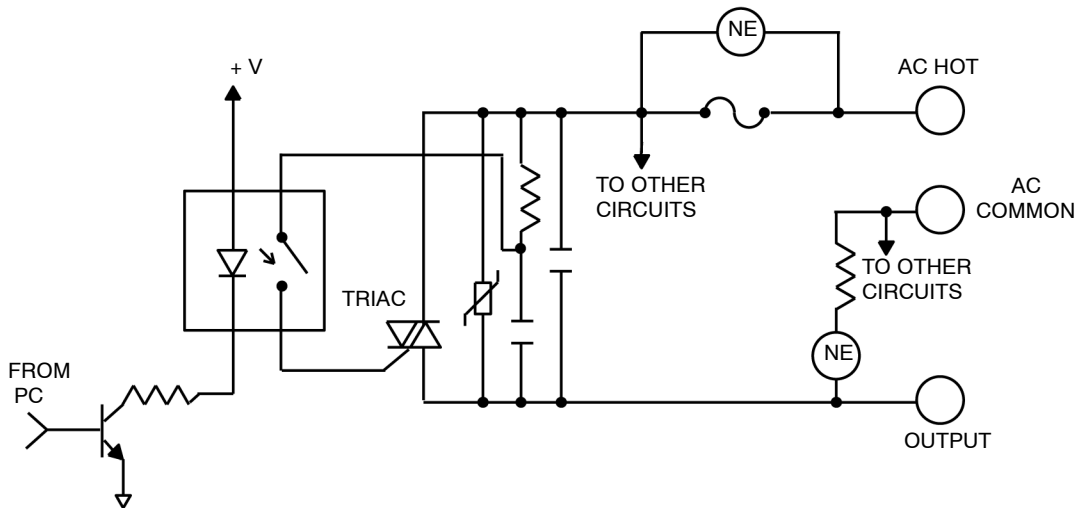 NE
AC HOT
+ V
TO OTHER
CIRCUITS
AC
COMMON
TO OTHER
CIRCUITS
TRIAC
NE
FROM
PC
OUTPUT